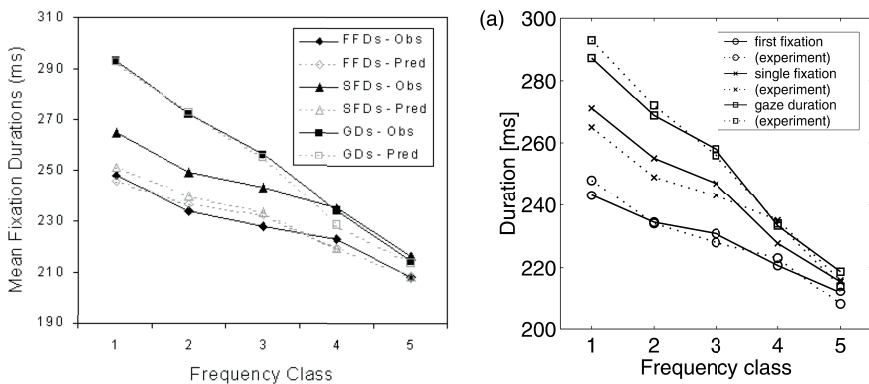 310
290
270
250
230
210
190
Mean Fixation Durations (ms)
FFDs - Obs
FFDs - Pred
SFDs - Obs
SFDs - Pred
GDs - Obs
GDs - Pred
1 2 3 4 5
Frequency Class
(a)
300
280
260
240
220
200
Duration [ms]
first fixation
(experiment)
single fixation
(experiment)
gaze duration
(experiment)
1 2 3 4 5
Frequency class